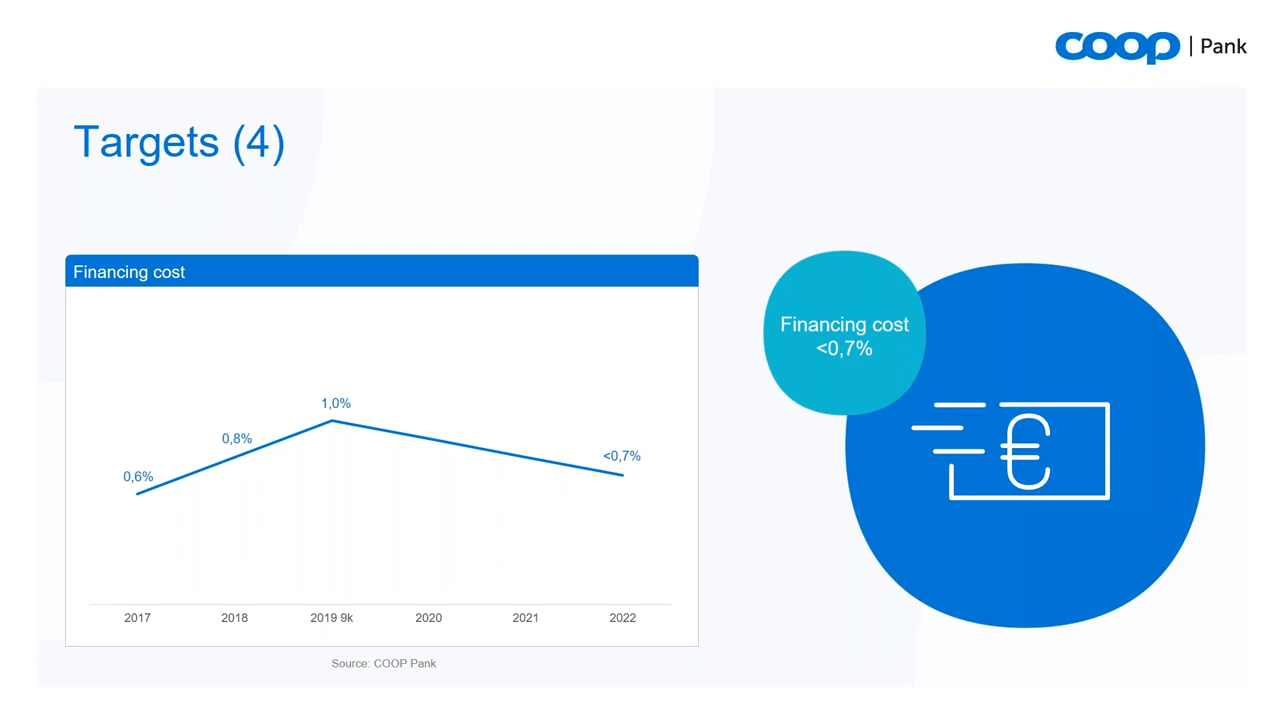 coop | Pank
Targets (4)
Financing cost
0,6%
0,8%
1,0%
<0,7%
2017
2018
2019 9k
2020
2021
2022
Source: COOP Pank
Financing cost
<0,7%
€